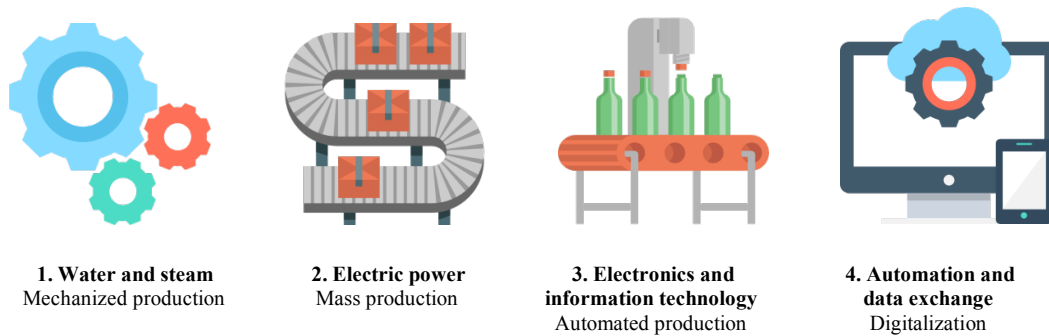 1. Water and steam
Mechanized production
2. Electric power
Mass production
3. Electronics and
information technology
Automated production
4. Automation and
data exchange
Digitalization